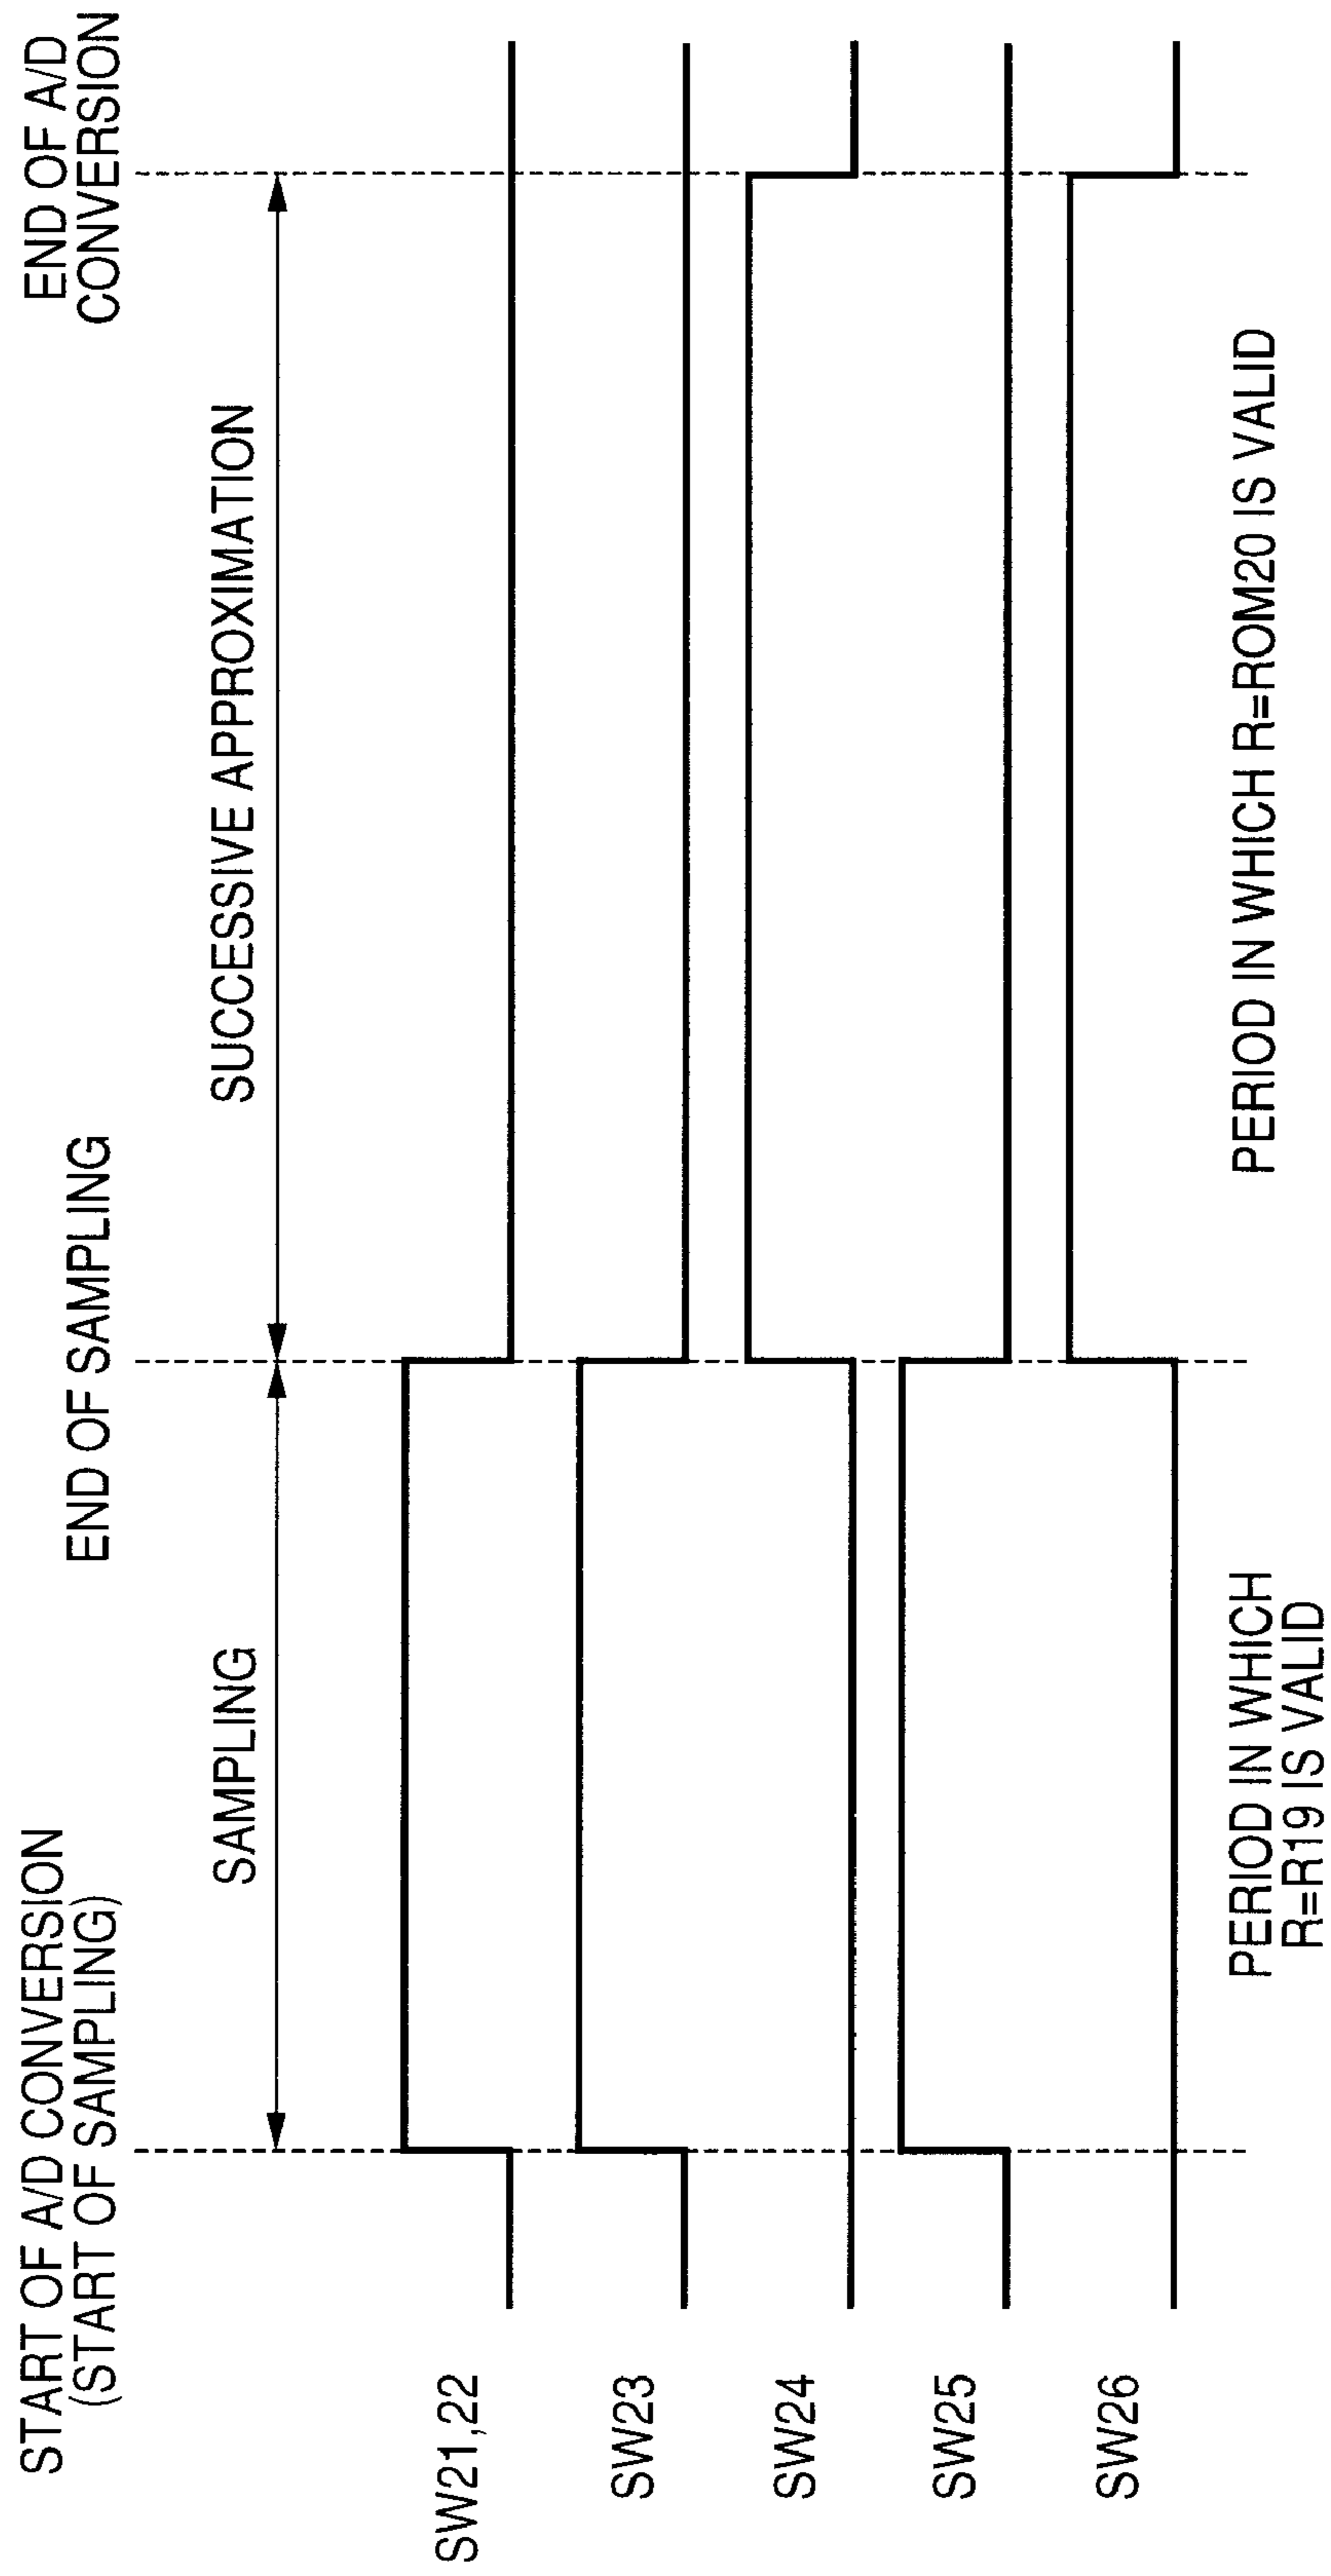 START OF A/D CONVERSION
(START OF SAMPLING)
END OF SAMPLING
END OF A/D
CONVERSION
SAMPLING
SUCCESSIVE APPROXIMATION
SW21,22
SW23
SW24
SW25
SW26
PERIOD IN WHICH
R=R19 IS VALID
PERIOD IN WHICH R=ROM20 IS VALID